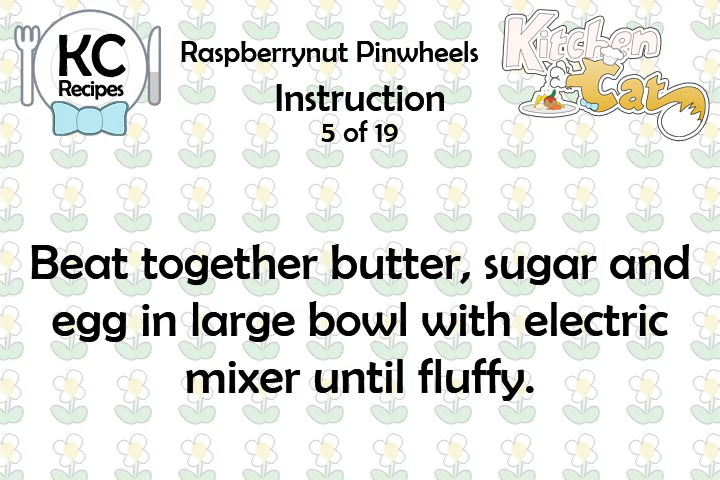 KC
Recipes
Raspberrynut Pinwheels
Kitchen
Cat
Instruction
5 of 19
Beat together butter, sugar and
egg in large bowl with electric
mixer until fluffy.